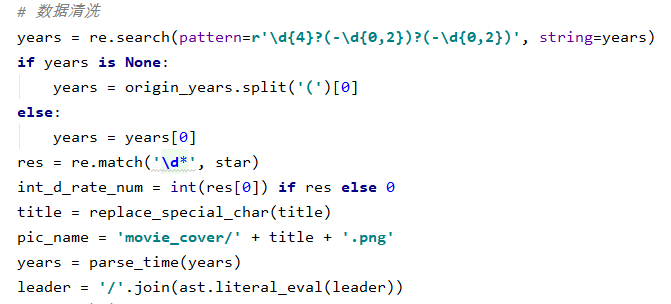 # 数据清洗
years = re.search(pattern=r'\d{4}?(-\d{0,2})?(-\d{0,2})', string=years)
if years is None:
    years = origin_years.split('(')[0]
else:
    years = years[0]
res = re.match('\d*', star)
int_d_rate_num = int(res[0]) if res else 0
title = replace_special_char(title)
pic_name = 'movie_cover/' + title + '.png'
years = parse_time(years)
leader = '/'.join(ast.literal_eval(leader))